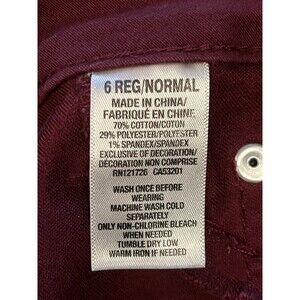 6 REG/NORMAL
MADE IN CHINA/
FABRIQUÉ EN CHINE
70% COTTON/COTON
29% POLYESTER/POLYESTER
1% SPANDEX/SPANDEX
EXCLUSIVE OF DECORATION/
DÉCORATION NON COMPRISE
RN121726 CA53201
WASH ONCE BEFORE
WEARING
MACHINE WASH COLD
SEPARATELY
ONLY NON-CHLORINE BLEACH
WHEN NEEDED
TUMBLE DRY LOW
WARM IRON IF NEEDED